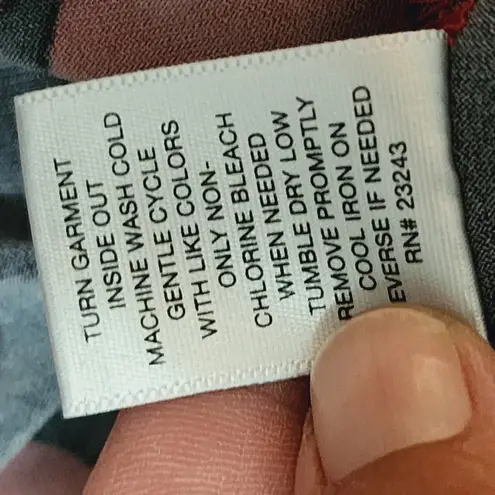 TURN GARMENT
INSIDE OUT
MACHINE WASH COLD
GENTLE CYCLE
WITH LIKE COLORS
ONLY NON-
CHLORINE BLEACH
WHEN NEEDED
TUMBLE DRY LOW
REMOVE PROMPTLY
COOL IRON ON
EVERSE IF NEEDED
RN# 23243